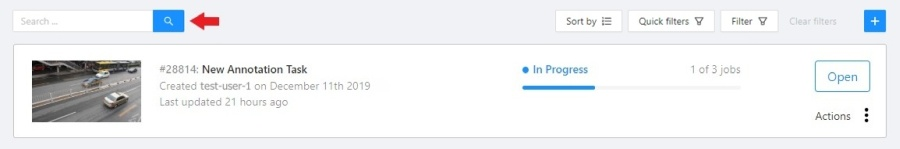 Search ...
Sort by
Quick filters
Filter
Clear filters
#28814: New Annotation Task
Created test-user-1 on December 11th 2019
Last updated 21 hours ago
In Progress
1 of 3 jobs
Open
Actions